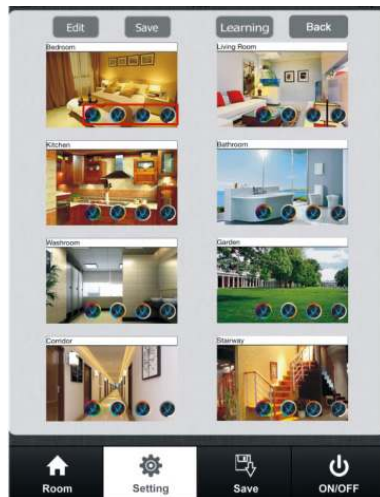 Edit Save Learning Back
Bedroom Living Room
Kitchen Bathroom
Washroom Garden
Corridor Stairway
Room Setting Save ON/OFF